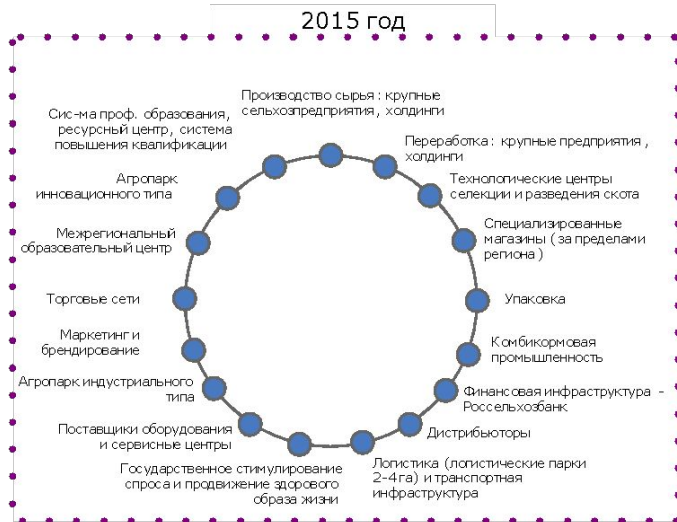 2015 год
Производство сырья : крупные
сельхозпредприятия , холдинги
Переработка : крупные предприятия ,
холдинги
Технологические центры
селекции и разведения скота
Специализированные
магазины ( за пределами
региона )
Упаковка
Комбикормовая
промышленность
Финансовая инфраструктура -
Россельхозбанк
Дистрибьюторы
Логистика (логистические парки
2-4 га) и транспортная
инфраструктура
Государственное стимулирование
спроса и продвижение здорового
образа жизни
Поставщики оборудования
и сервисные центры
Агропарк индустриального
типа
Маркетинг и
брендирование
Торговые сети
Межрегиональный
образовательный центр
Агропарк
инновационного типа
Сис-ма проф. образования,
ресурсный центр, система
повышения квалификации